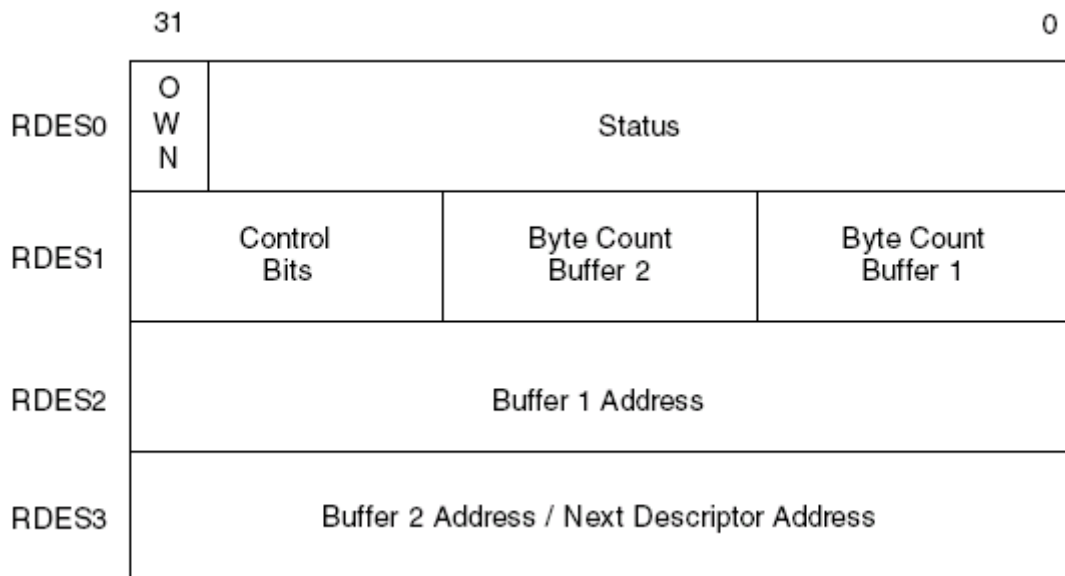 31 0
RDES0
O
W
N
Status
RDES1
Control
Bits
Byte Count
Buffer 2
Byte Count
Buffer 1
RDES2
Buffer 1 Address
RDES3
Buffer 2 Address / Next Descriptor Address